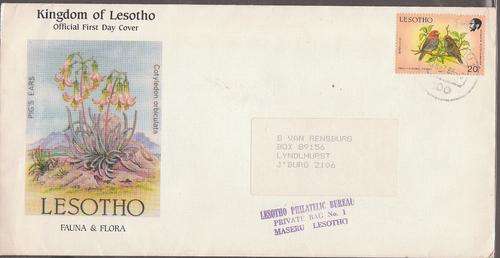 Kingdom of Lesotho
Official First Day Cover
PIG'S EARS
Cotyledon orbiculata
LESOTHO
FAUNA & FLORA
LESOTHO
20s
S VAN RENSBURG
BOX 89156
LYNDLHURST
J'BURG 2106
LESOTHO PHILATELIC BUREAU
PRIVATE BAG No. 1
MASERU LESOTHO